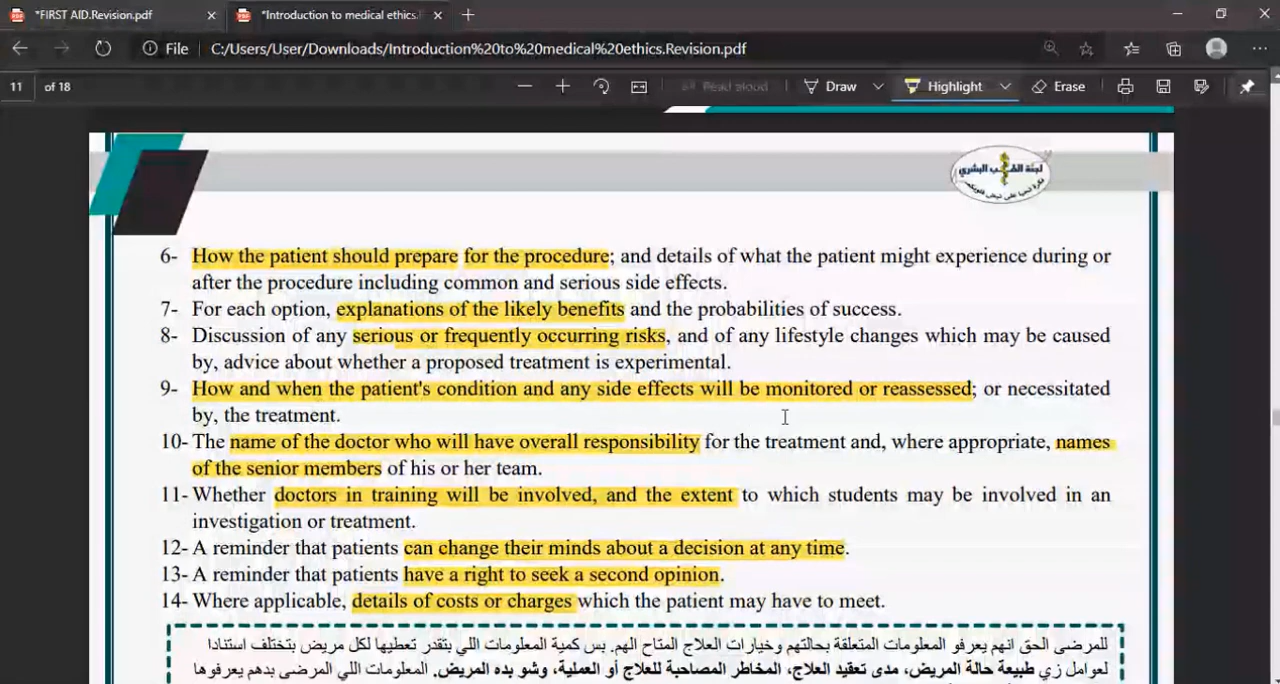 *FIRST AID.Revision.pdf
*Introduction to medical ethics.
File
C:/Users/User/Downloads/Introduction%20to%20medical%20ethics.Revision.pdf
11 of 18
Read aloud
Draw
Highlight
Erase
لجنة الطب البشري
6- How the patient should prepare for the procedure; and details of what the patient might experience during or
after the procedure including common and serious side effects.
7- For each option, explanations of the likely benefits and the probabilities of success.
8- Discussion of any serious or frequently occurring risks, and of any lifestyle changes which may be caused
by, advice about whether a proposed treatment is experimental.
9- How and when the patient's condition and any side effects will be monitored or reassessed; or necessitated
by, the treatment.
10- The name of the doctor who will have overall responsibility for the treatment and, where appropriate, names
of the senior members of his or her team.
11- Whether doctors in training will be involved, and the extent to which students may be involved in an
investigation or treatment.
12- A reminder that patients can change their minds about a decision at any time.
13- A reminder that patients have a right to seek a second opinion.
14- Where applicable, details of costs or charges which the patient may have to meet.
للمرضى الحق انهم يعرفو المعلومات المتعلقة بحالتهم وخيارات العلاج المتاح الهم. بس كمية المعلومات اللي بتقدر تعطيها لكل مريض بتختلف استنادا
لعوامل زي طبيعة حالة المريض، مدى تعقيد العلاج، المخاطر المصاحبة للعلاج أو العملية، وشو بده المريض. المعلومات اللي المرضى بدهم يعرفوها